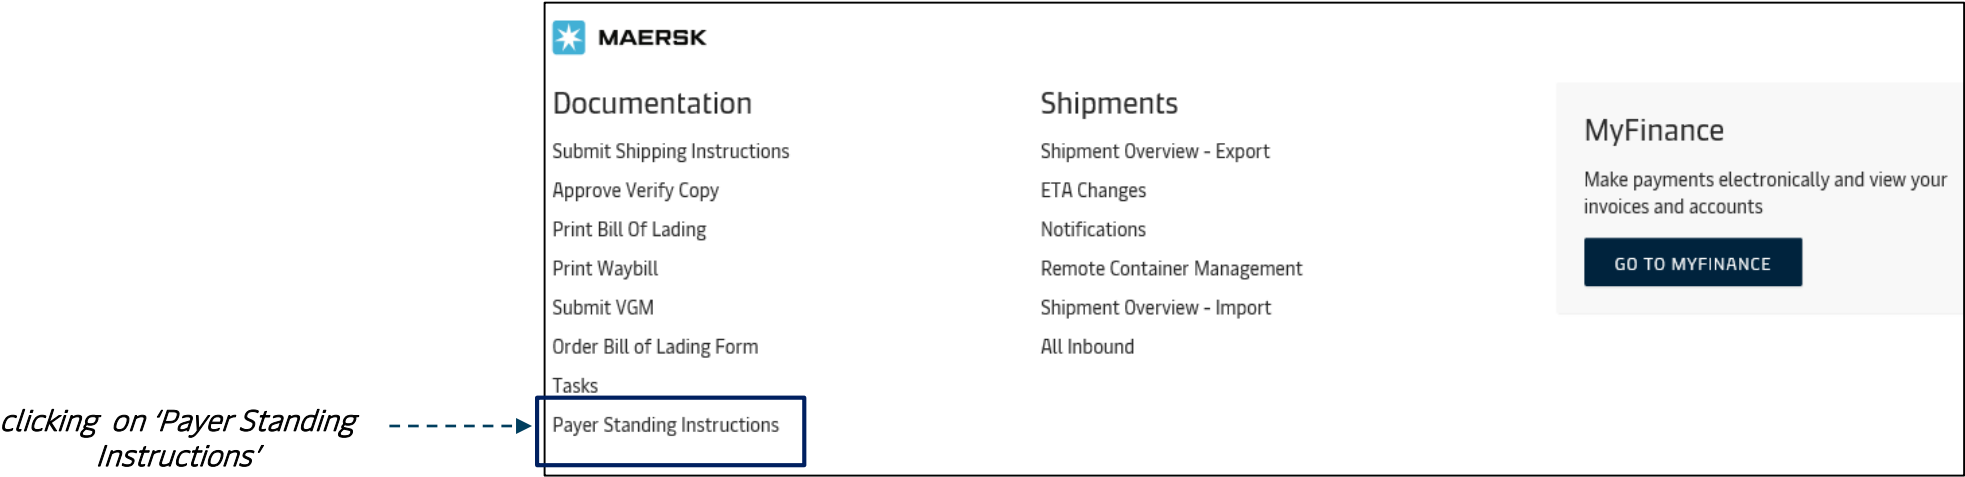 MAERSK
Documentation
Submit Shipping Instructions
Approve Verify Copy
Print Bill Of Lading
Print Waybill
Submit VGM
Order Bill of Lading Form
Tasks
Payer Standing Instructions
Shipments
Shipment Overview - Export
ETA Changes
Notifications
Remote Container Management
Shipment Overview - Import
All Inbound
MyFinance
Make payments electronically and view your
invoices and accounts
GO TO MYFINANCE
clicking on ‘Payer Standing
Instructions’